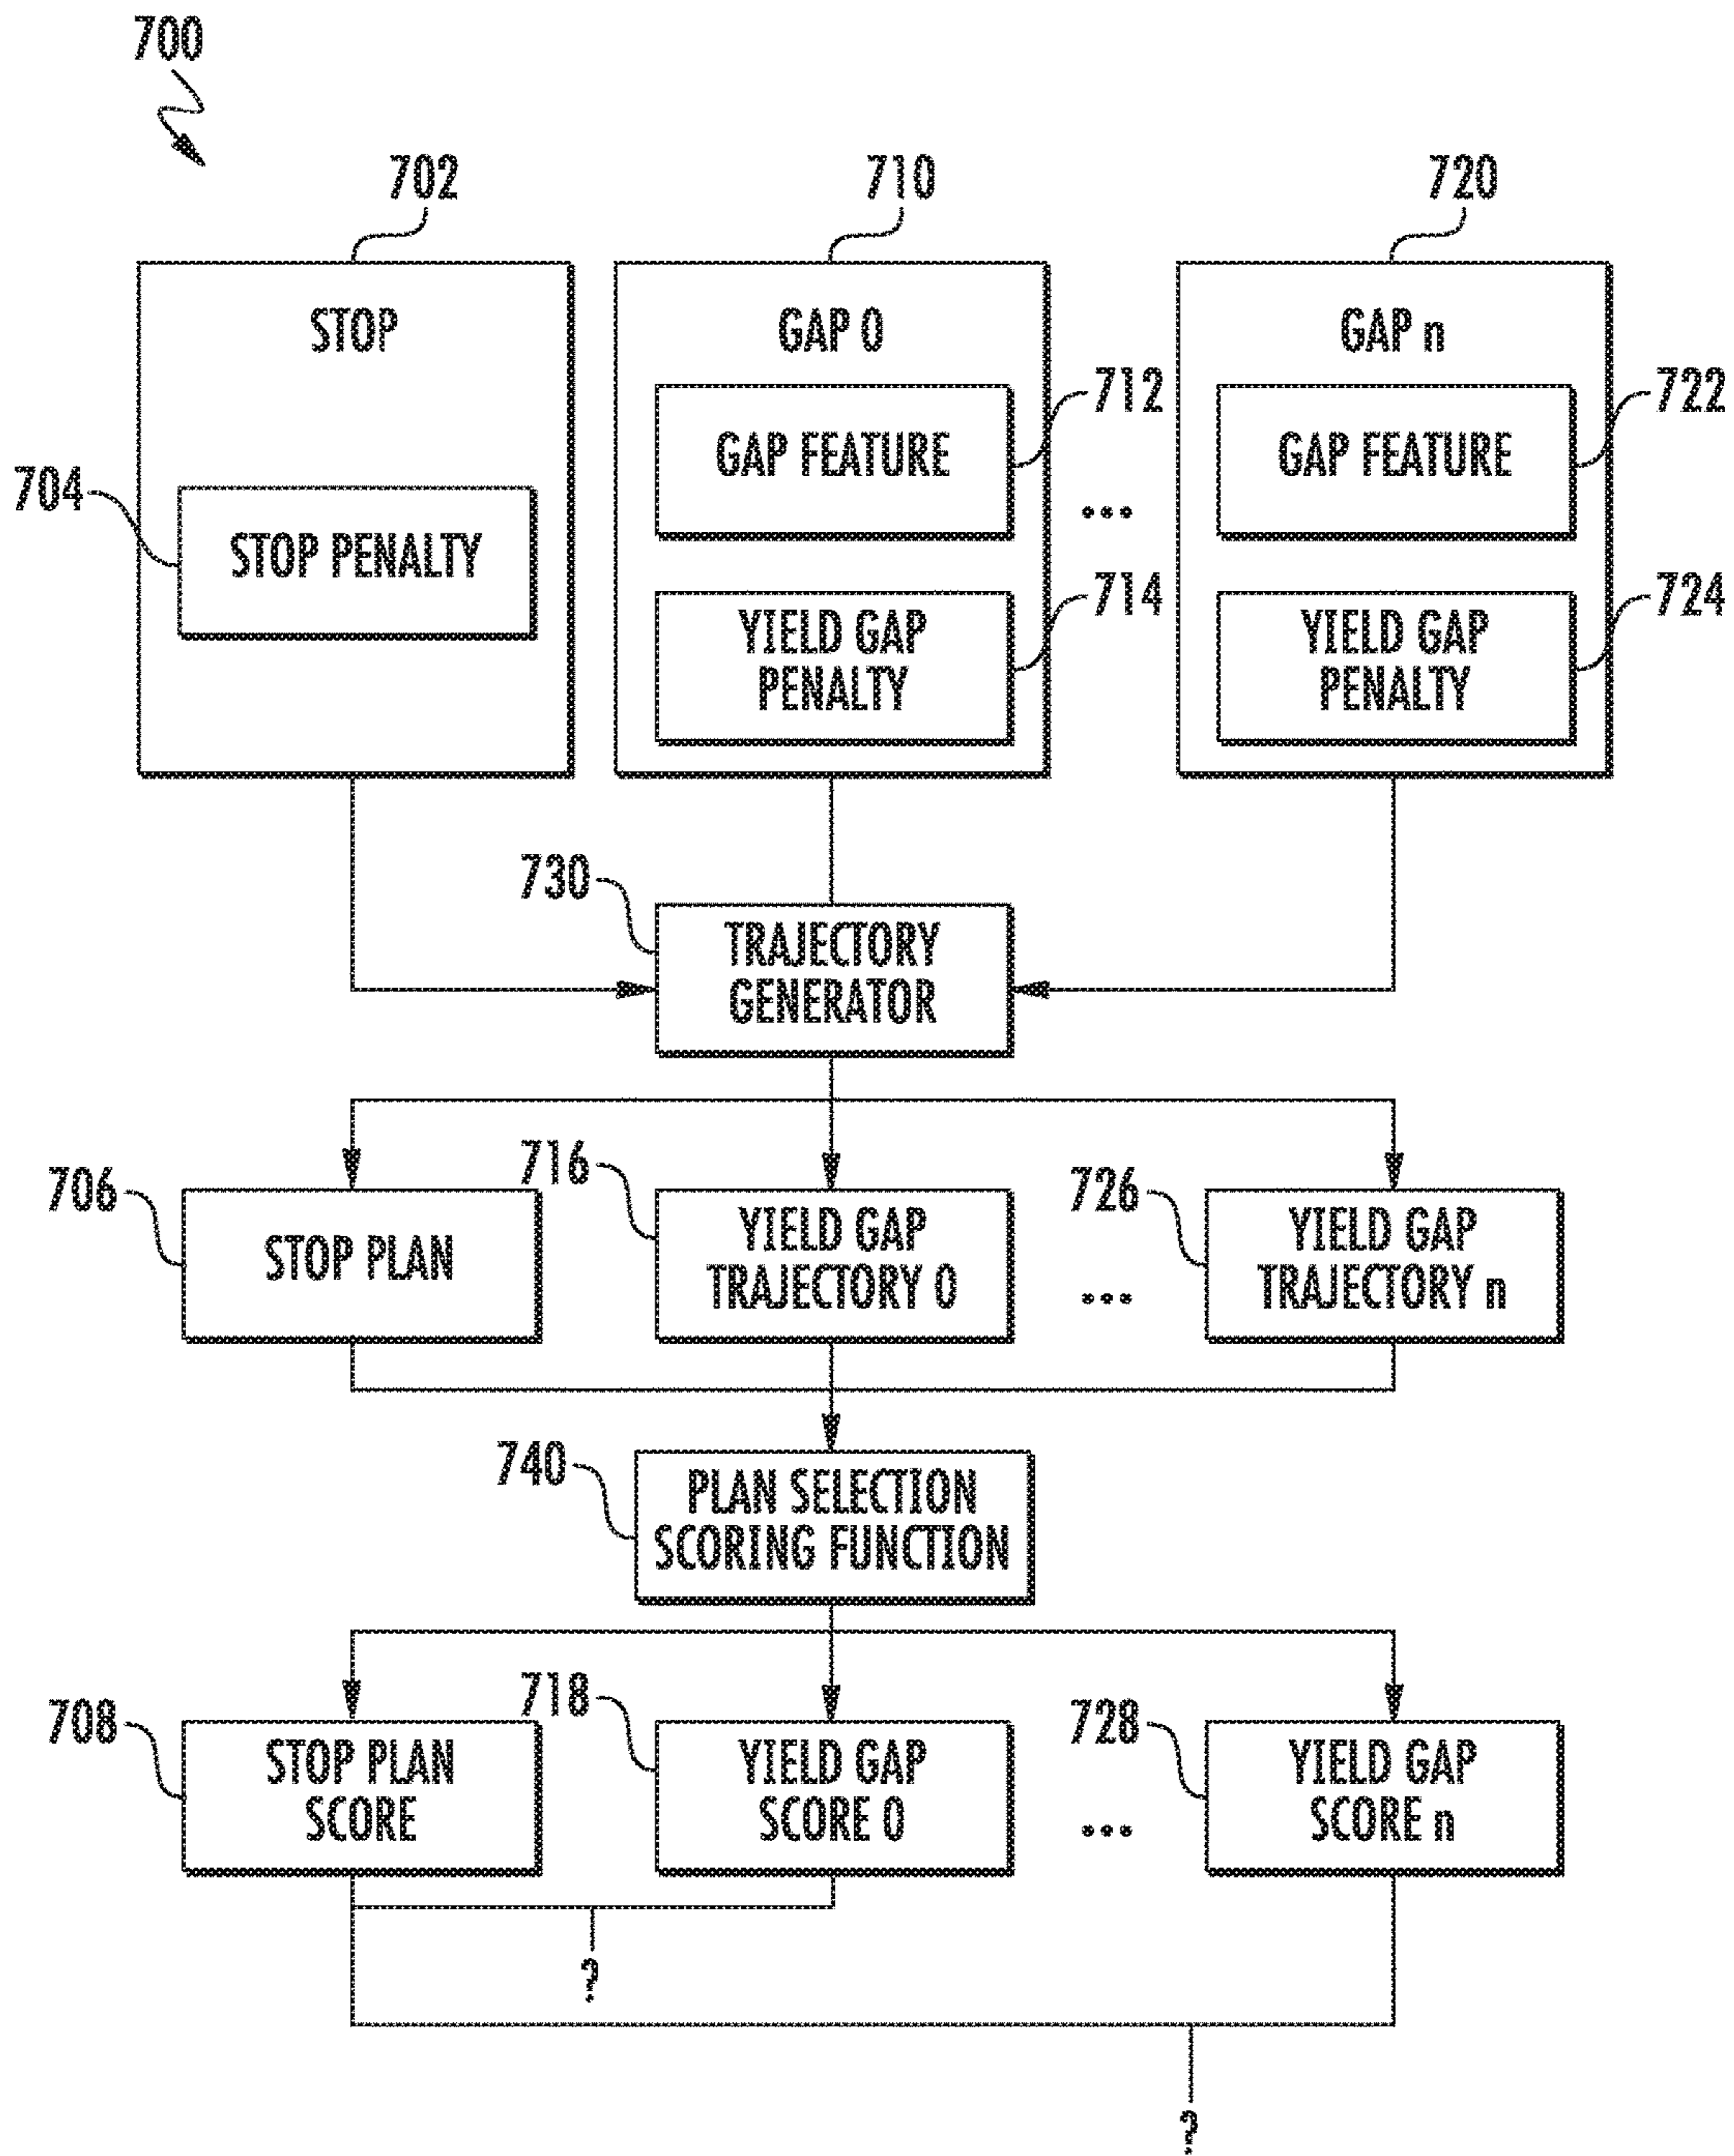 700
702
710
720
STOP
GAP 0
GAP n
712
722
GAP FEATURE
GAP FEATURE
704
STOP PENALTY
...
714
724
YIELD GAP
PENALTY
YIELD GAP
PENALTY
730
TRAJECTORY
GENERATOR
706
716
726
STOP PLAN
YIELD GAP
TRAJECTORY 0
...
YIELD GAP
TRAJECTORY n
740
PLAN SELECTION
SCORING FUNCTION
708
718
728
STOP PLAN
SCORE
YIELD GAP
SCORE 0
...
YIELD GAP
SCORE n
?
?